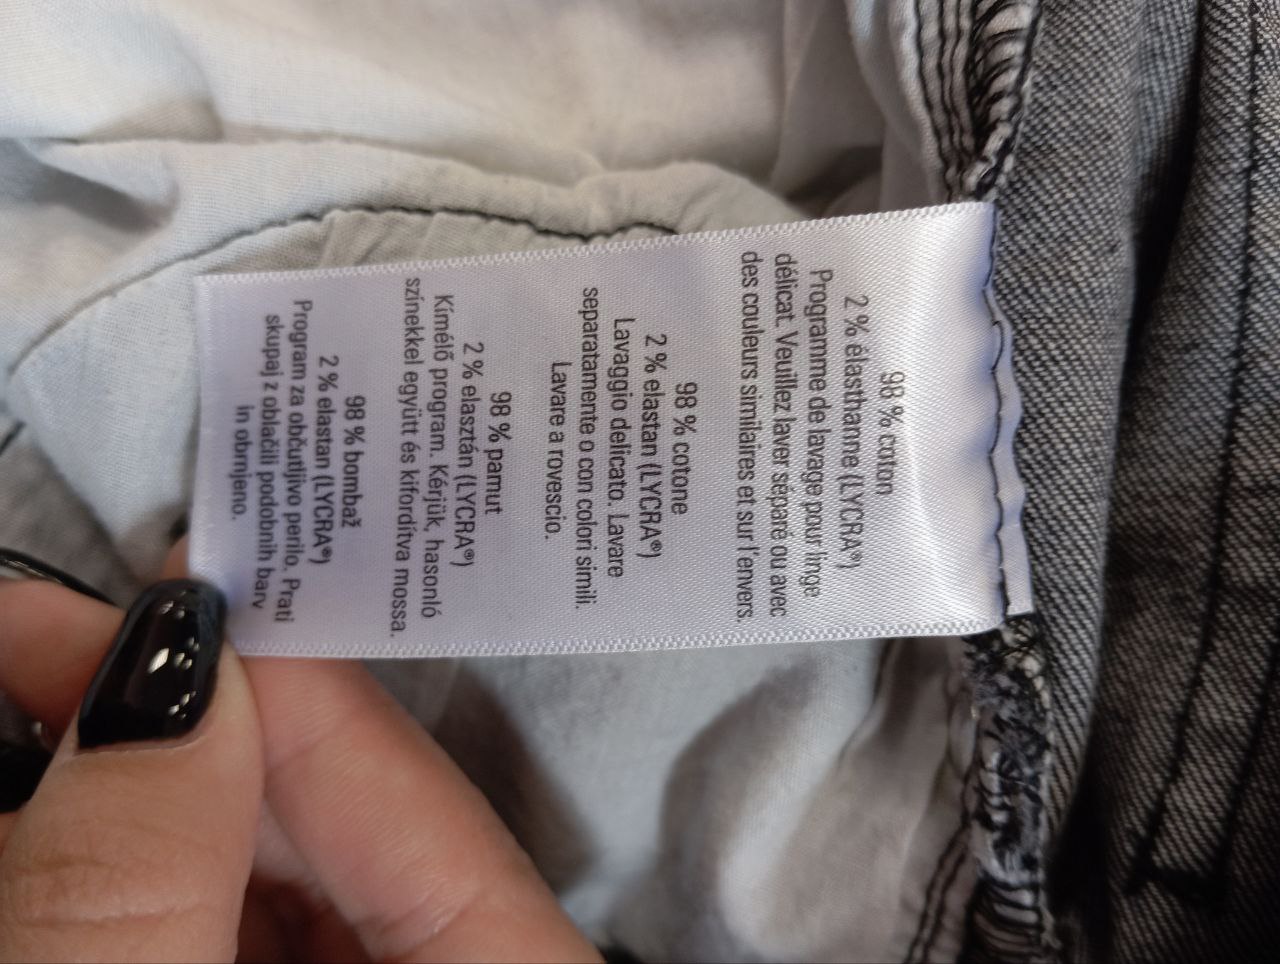 98 % coton
2 % élasthanne (LYCRA®)
Programme de lavage pour linge
délicat. Veuillez laver séparé ou avec
des couleurs similaires et sur l'envers.
98 % cotone
2 % elastan (LYCRA®)
Lavaggio delicato. Lavare
separatamente o con colori simili.
Lavare a rovescio.
98 % pamut
2 % elasztán (LYCRA®)
Kímélő program. Kérjük, hasonló
színekkel együtt és kifordítva mossa.
98 % bombaž
2 % elastan (LYCRA®)
Program za občutljivo perilo. Prati
skupaj z oblačili podobnih barv
in obrnjeno.